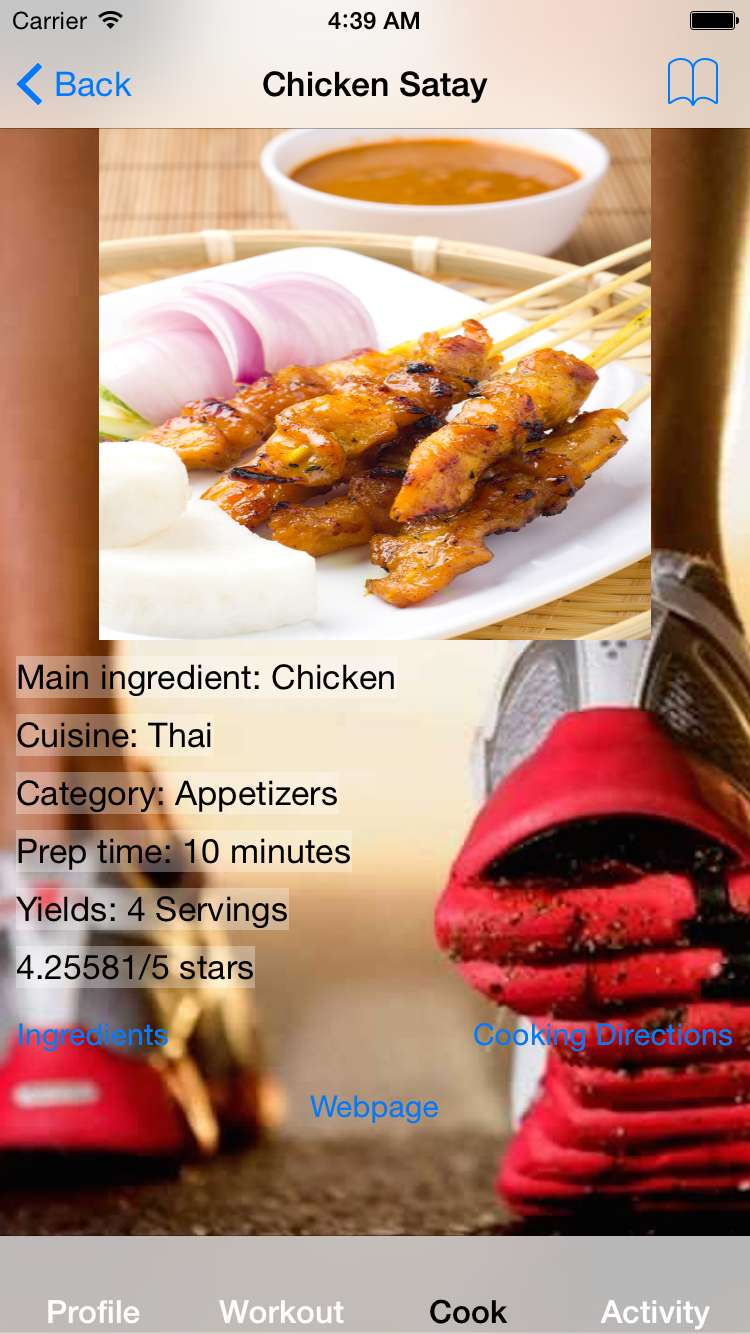 Carrier 4:39 AM
Back Chicken Satay
Main ingredient: Chicken
Cuisine: Thai
Category: Appetizers
Prep time: 10 minutes
Yields: 4 Servings
4.25581/5 stars
Ingredients Cooking Directions
Webpage
Profile Workout Cook Activity